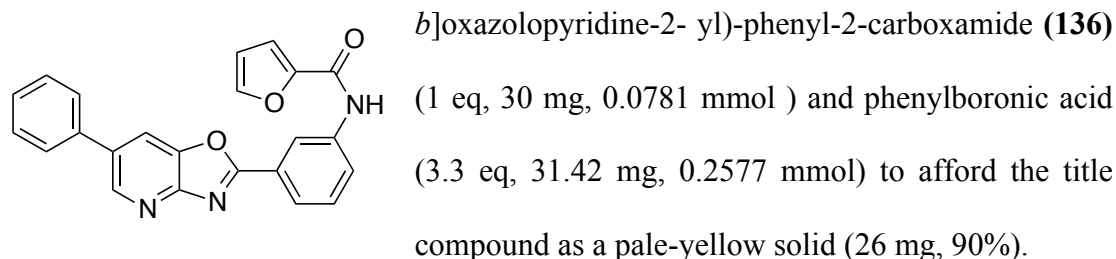 b]oxazolopyridine-2- yl)-phenyl-2-carboxamide (136)
(1 eq, 30 mg, 0.0781 mmol ) and phenylboronic acid
(3.3 eq, 31.42 mg, 0.2577 mmol) to afford the title
compound as a pale-yellow solid (26 mg, 90%).
O
O
NH
O
N
N